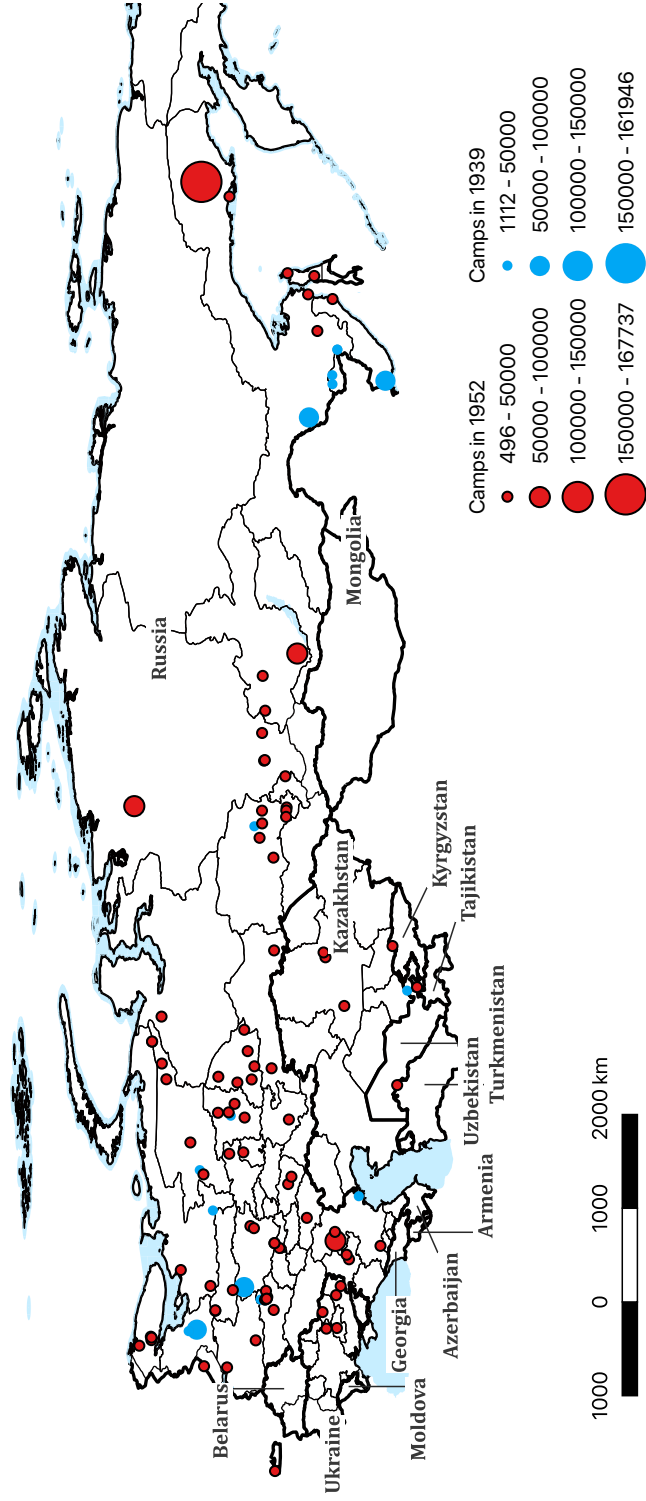 Russia
Mongolia
Kazakhstan
Kyrgyzstan
Tajikistan
Uzbekistan
Turkmenistan
Armenia
Azerbaijan
Georgia
Belarus
Ukraine
Moldova
1000
0
1000
2000 km
Camps in 1952
496 - 50000
50000 - 100000
100000 - 150000
150000 - 167737
Camps in 1939
1112 - 50000
50000 - 100000
100000 - 150000
150000 - 161946